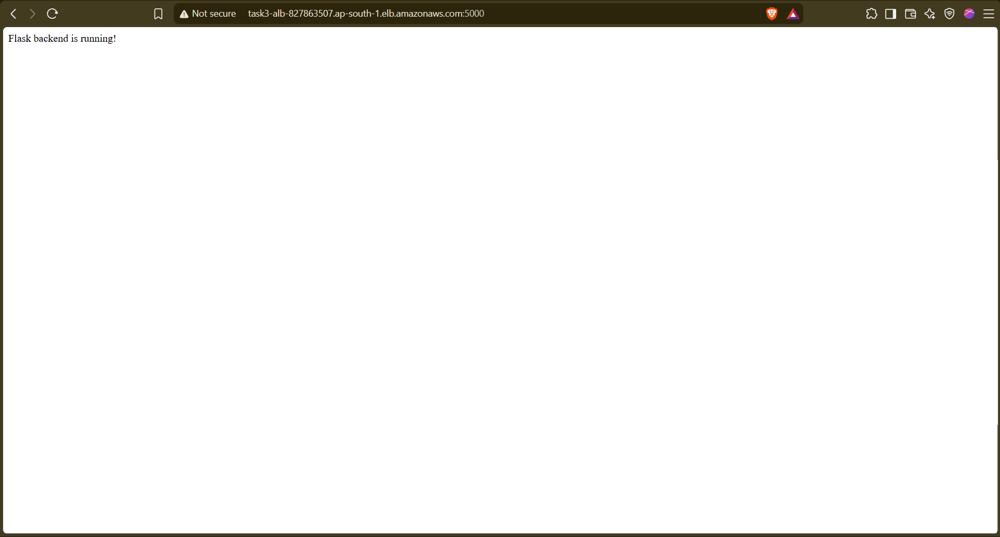 Not secure task3-alb-827863507.ap-south-1.elb.amazonaws.com:5000
Flask backend is running!